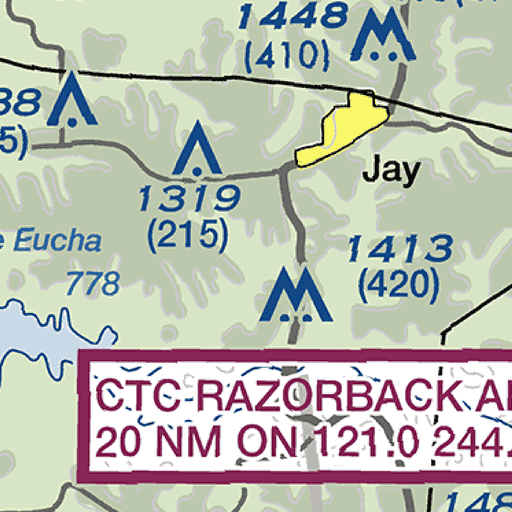 1448
(410)
38
5)
Jay
1319
(215)
Eucha
778
1413
(420)
CTC RAZORBACK
20 NM ON 121.0 244.
148